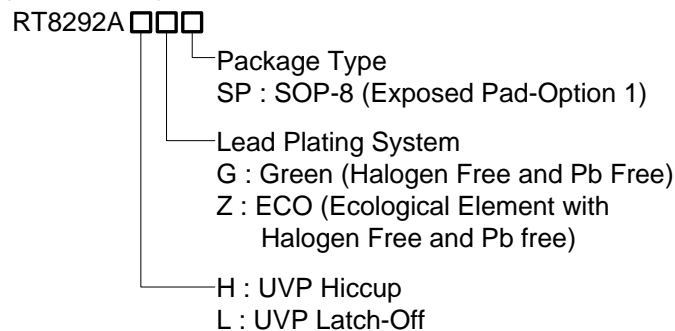 RT8292A
Package Type
SP : SOP-8 (Exposed Pad-Option 1)
Lead Plating System
G : Green (Halogen Free and Pb Free)
Z : ECO (Ecological Element with
Halogen Free and Pb free)
H : UVP Hiccup
L : UVP Latch-Off